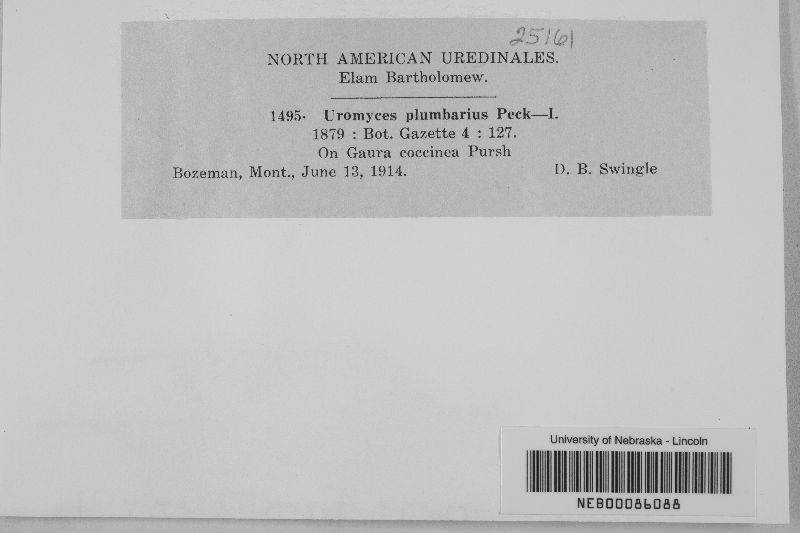 25161
NORTH AMERICAN UREDINALES.
Elam Bartholomew.
1495. Uromyces plumbarius Peck—I.
1879 : Bot. Gazette 4 : 127.
On Gaura coccinea Pursh
Bozeman, Mont., June 13, 1914. D. B. Swingle
University of Nebraska - Lincoln
NEB00086088